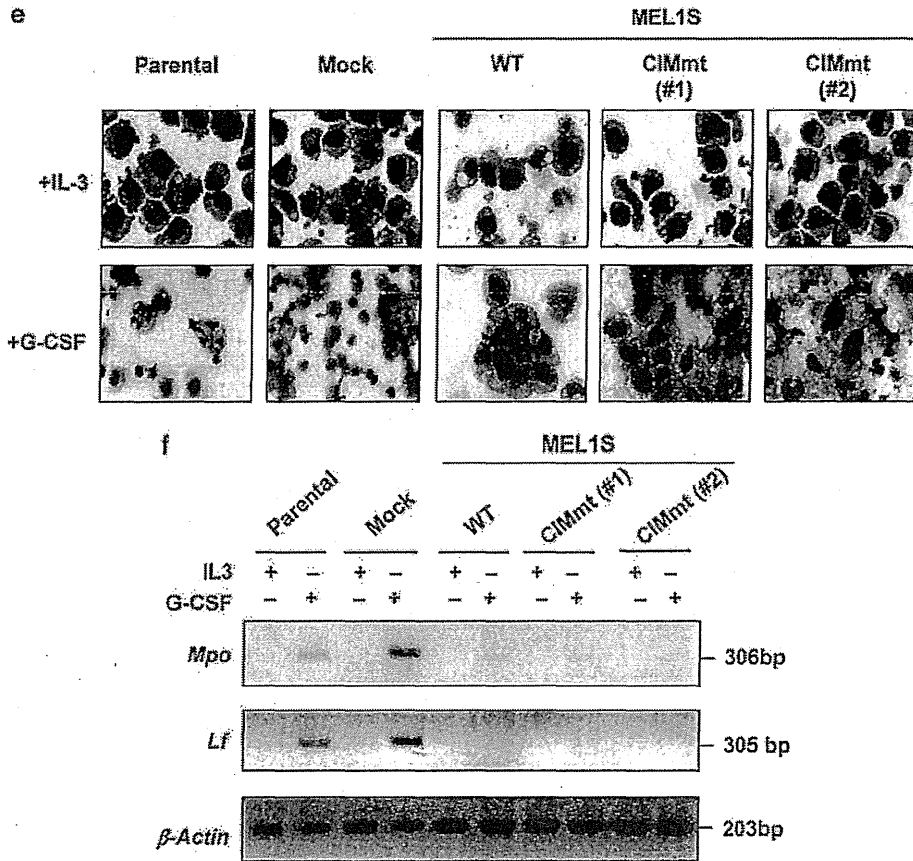 e
MEL1S
Parental Mock WT CIMmt (#1) CIMmt (#2)
+IL-3
+G-CSF
f
MEL1S
Parental Mock WT CIMmt (#1) CIMmt (#2)
IL3 + − + − + − + − + −
G-CSF − + − + − + − + − +
Mpo 306bp
Lf 305 bp
β-Actin 203bp